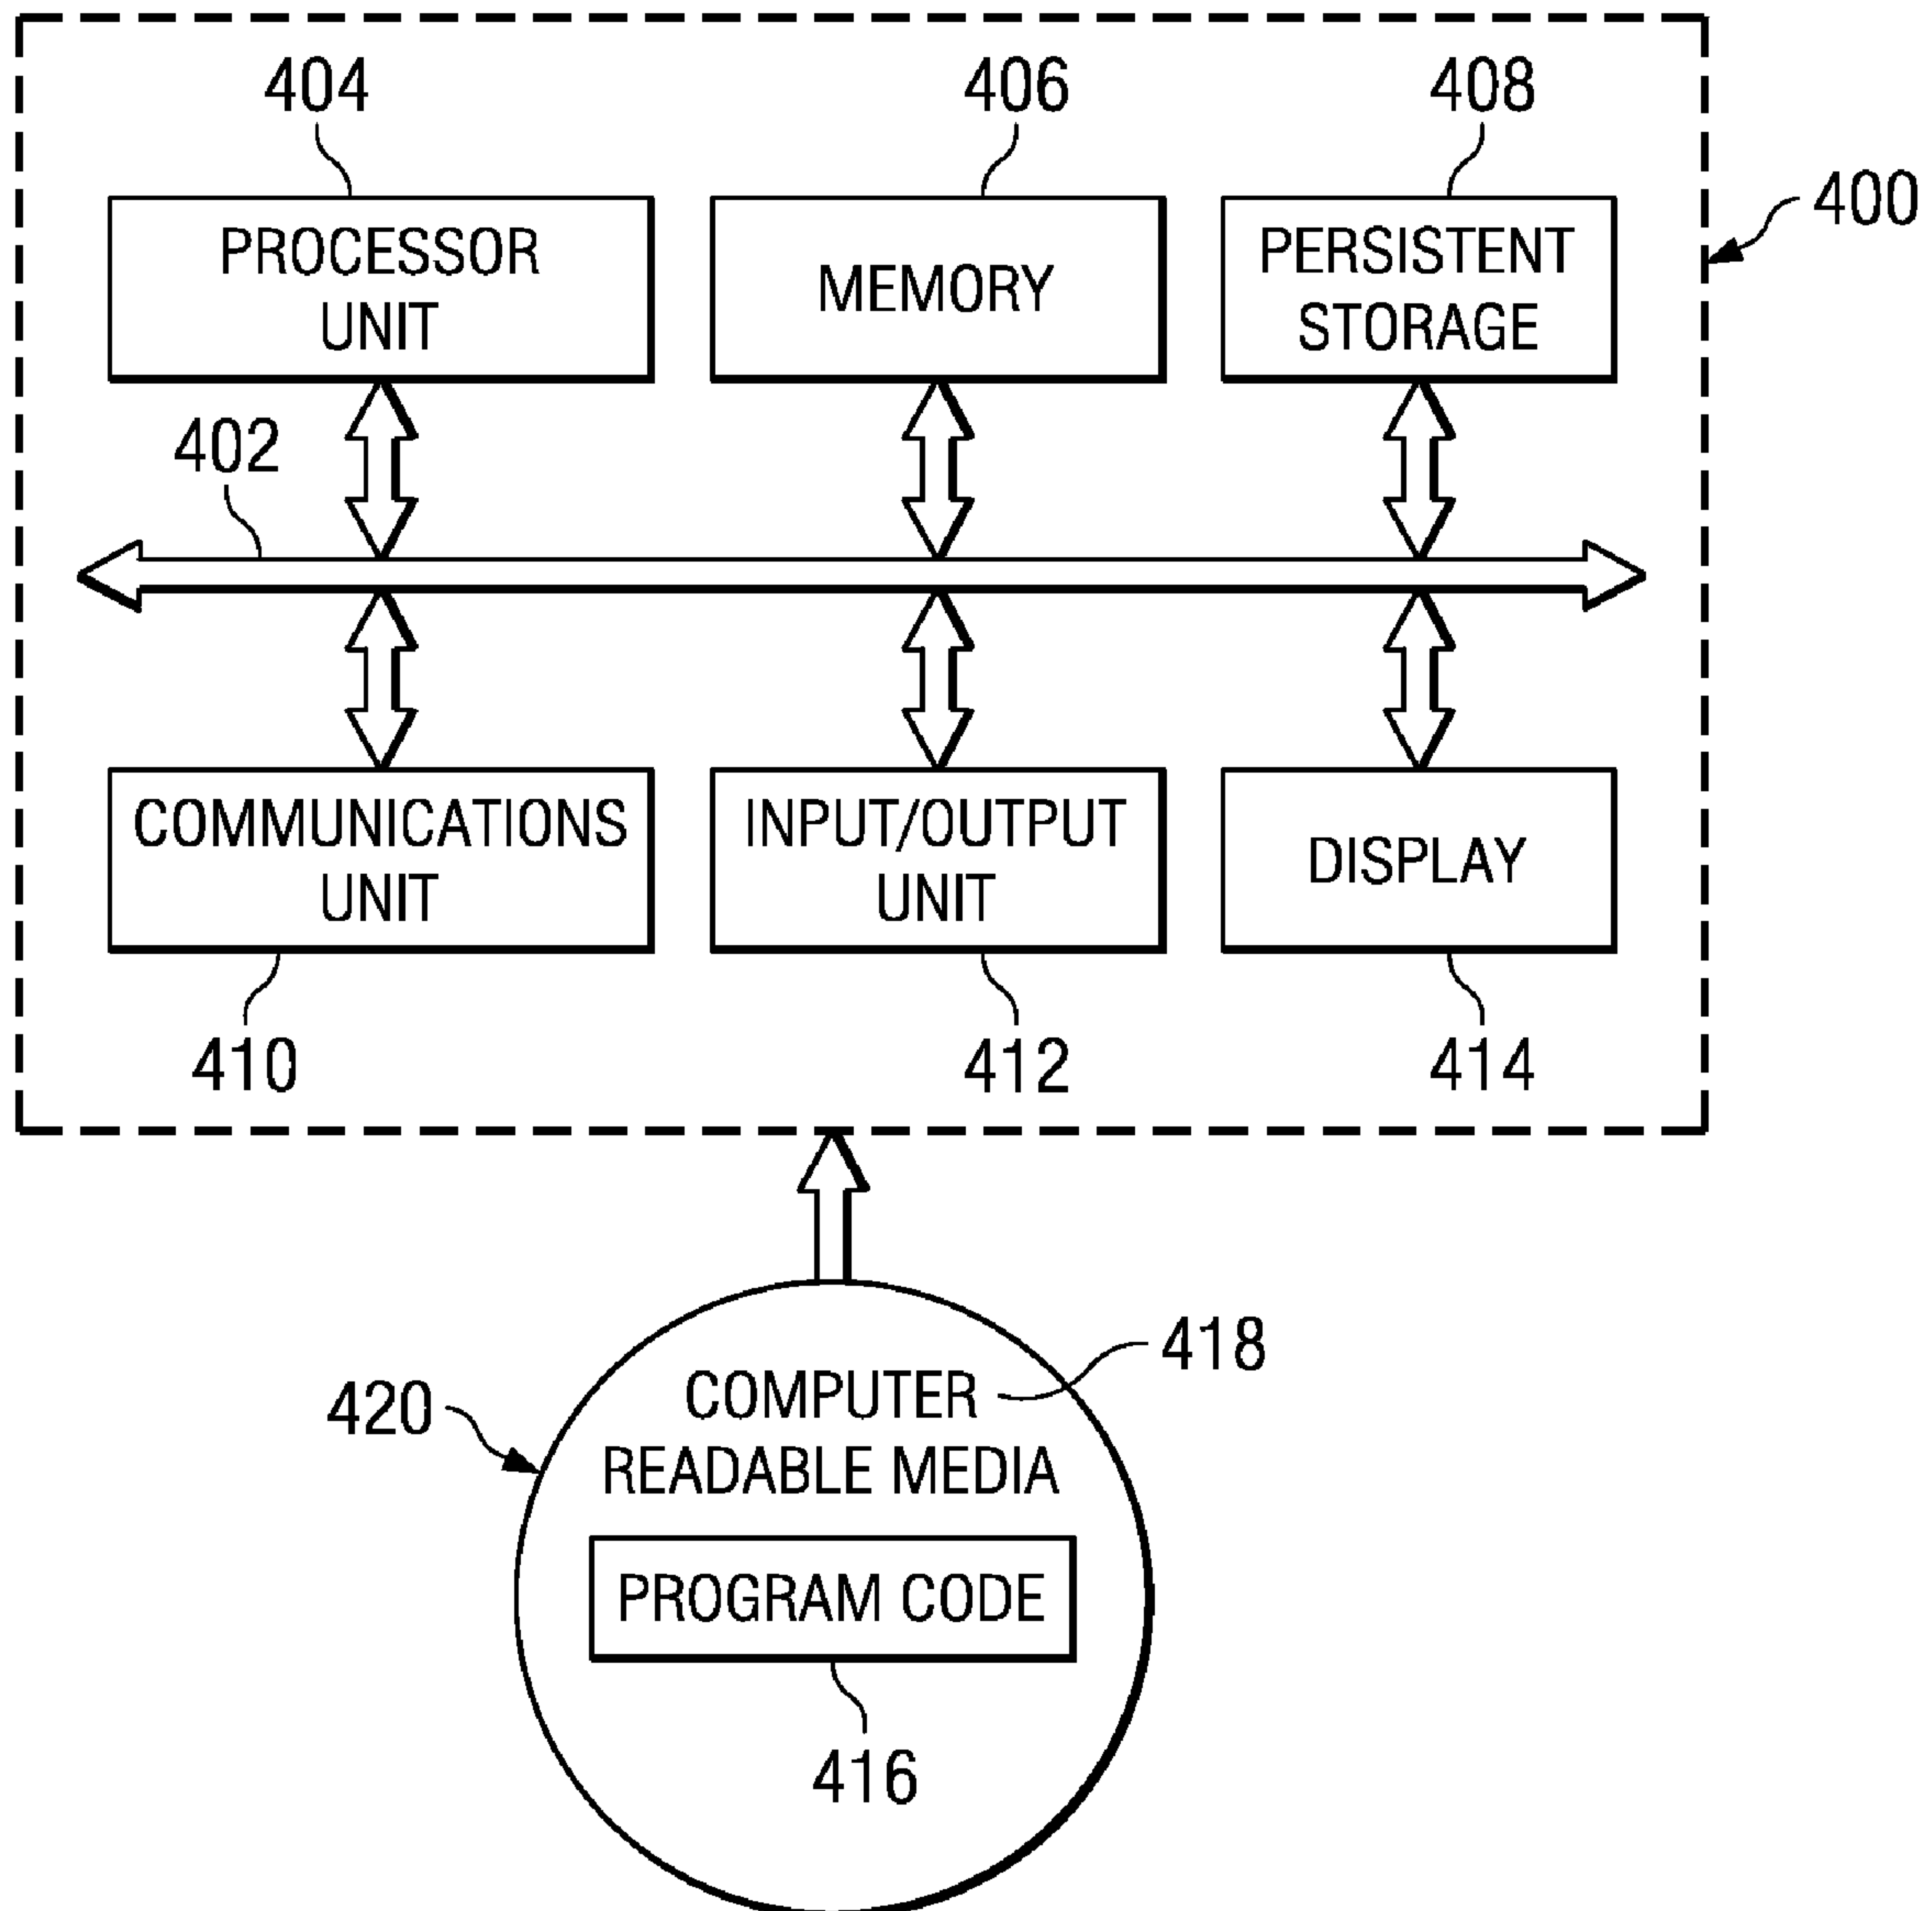 404
406
408
400
PROCESSOR
UNIT
MEMORY
PERSISTENT
STORAGE
402
COMMUNICATIONS
UNIT
INPUT/OUTPUT
UNIT
DISPLAY
410
412
414
418
420
COMPUTER
READABLE MEDIA
PROGRAM CODE
416